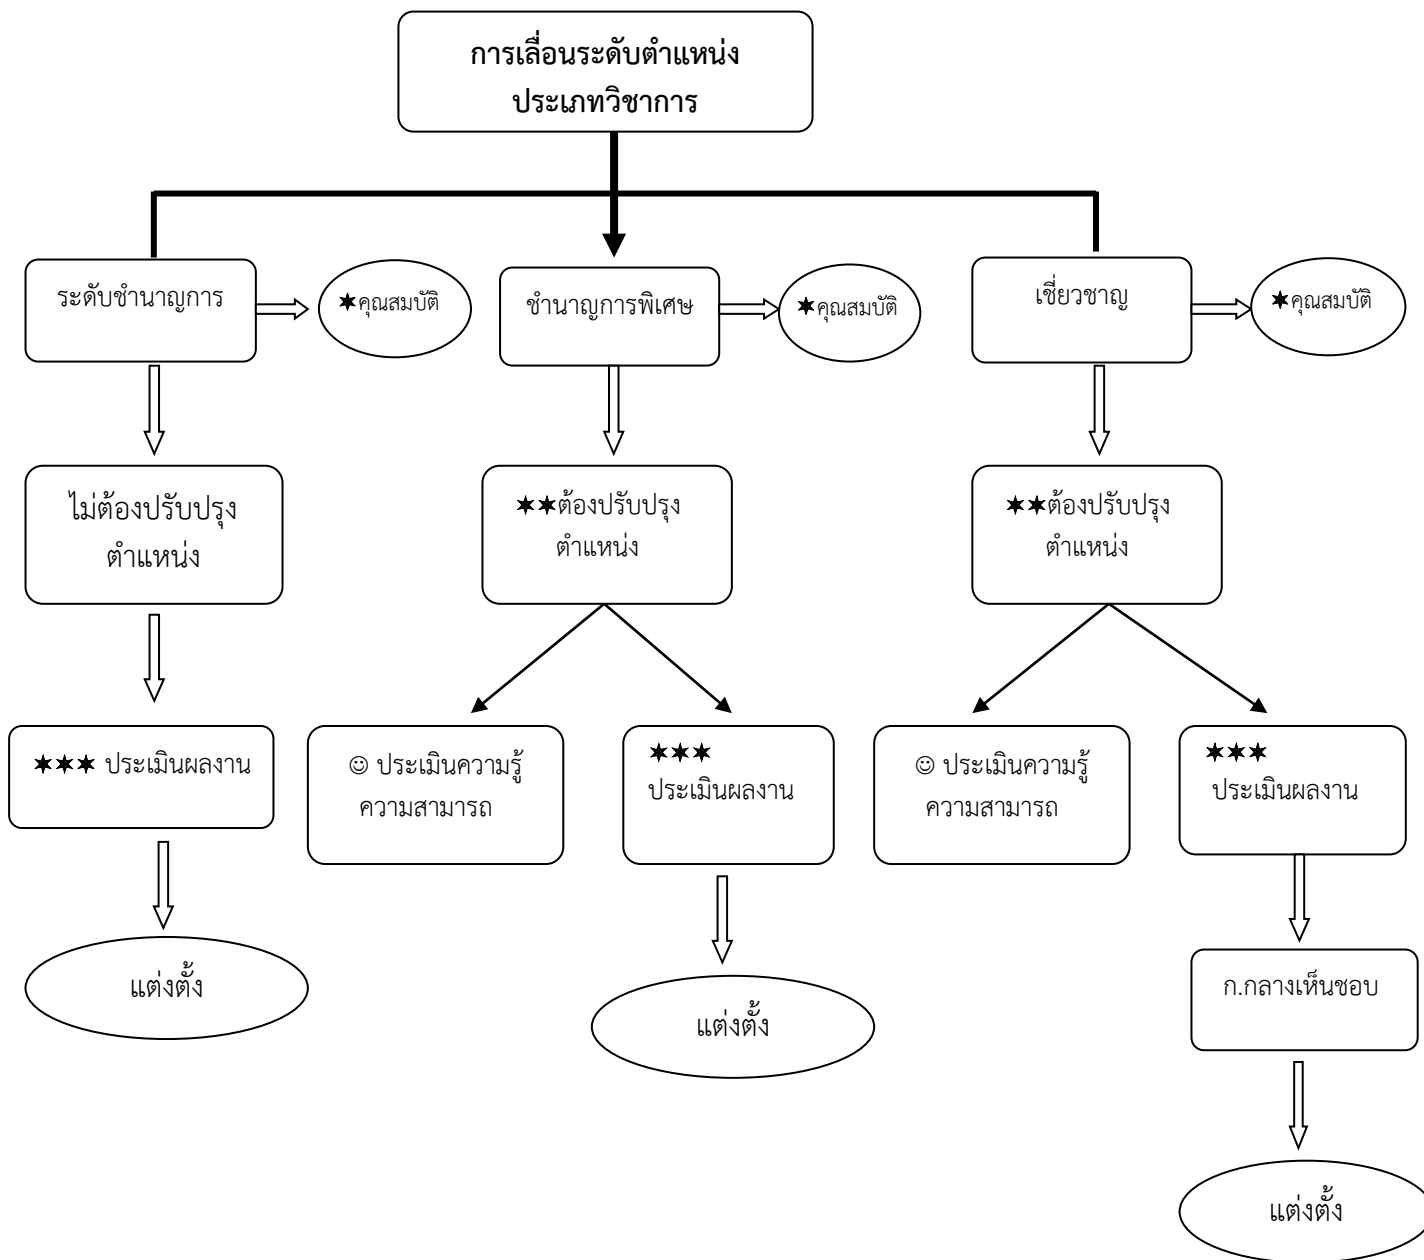 การเลื่อนระดับตำแหน่ง
ประเภทวิชาการ
ระดับชำนาญการ
★คุณสมบัติ
ชำนาญการพิเศษ
★คุณสมบัติ
เชี่ยวชาญ
★คุณสมบัติ
ไม่ต้องปรับปรุง
ตำแหน่ง
★★ต้องปรับปรุง
ตำแหน่ง
★★ต้องปรับปรุง
ตำแหน่ง
★★★ ประเมินผลงาน
☺ ประเมินความรู้
ความสามารถ
★★★
ประเมินผลงาน
☺ ประเมินความรู้
ความสามารถ
★★★
ประเมินผลงาน
แต่งตั้ง
แต่งตั้ง
ก.กลางเห็นชอบ
แต่งตั้ง